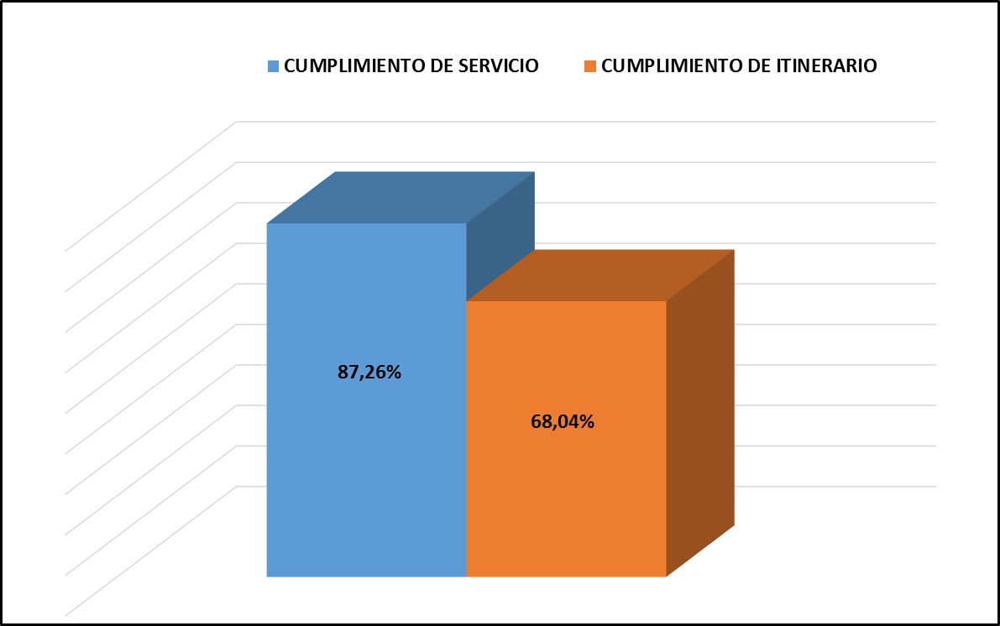 CUMPLIMIENTO DE SERVICIO CUMPLIMIENTO DE ITINERARIO
87,26%
68,04%